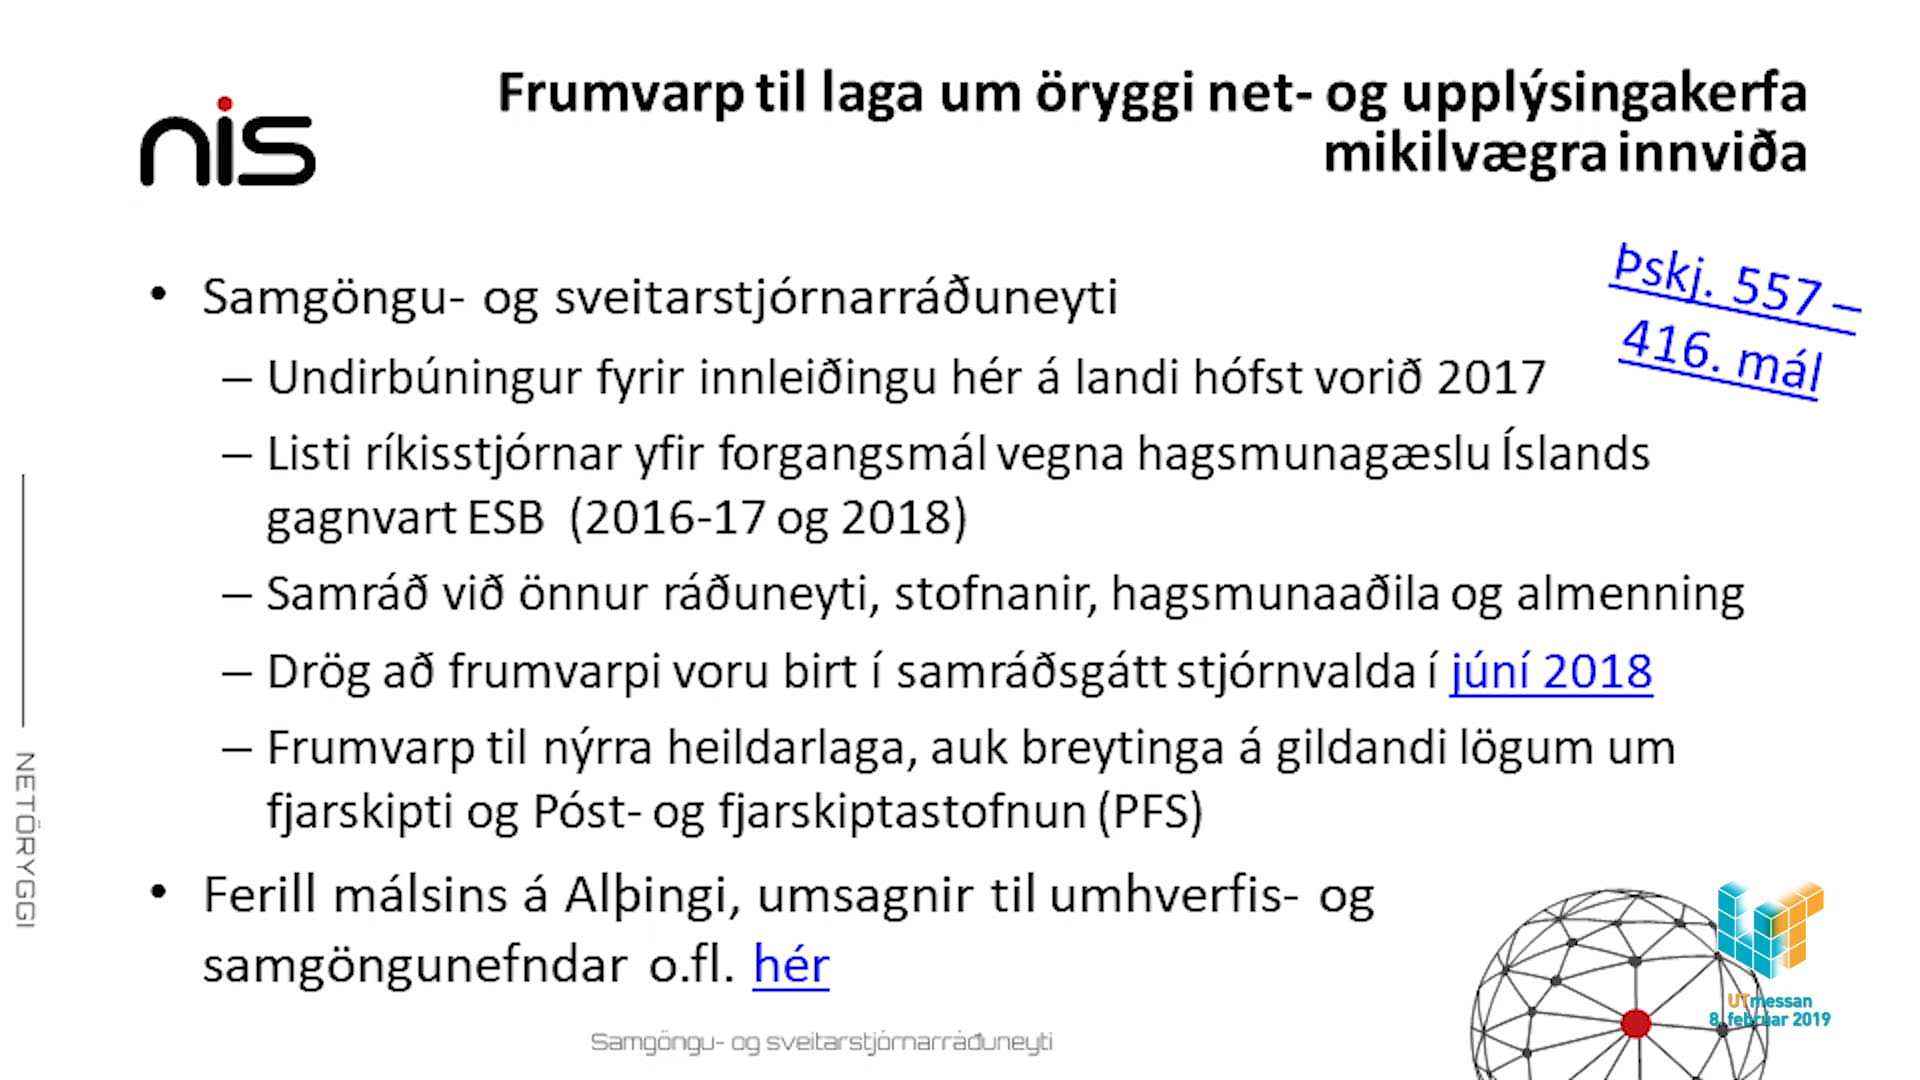 nis
Frumvarp til laga um öryggi net- og upplýsingakerfa
mikilvægra innviða
Þskj. 557 –
416. mál
• Samgöngu- og sveitarstjórnarráðuneyti
– Undirbúningur fyrir innleiðingu hér á landi hófst vorið 2017
– Listi ríkisstjórnar yfir forgangsmál vegna hagsmunagæslu Íslands
gagnvart ESB (2016-17 og 2018)
– Samráð við önnur ráðuneyti, stofnanir, hagsmunaaðila og almenning
– Drög að frumvarpi voru birt í samráðsgátt stjórnvalda í júní 2018
– Frumvarp til nýrra heildarlaga, auk breytinga á gildandi lögum um
fjarskipti og Póst- og fjarskiptastofnun (PFS)
• Ferill málsins á Alþingi, umsagnir til umhverfis- og
samgöngunefndar o.fl. hér
NETÖRYGGI
Samgöngu- og sveitarstjórnarráðuneyti
UTmessan
8. febrúar 2019